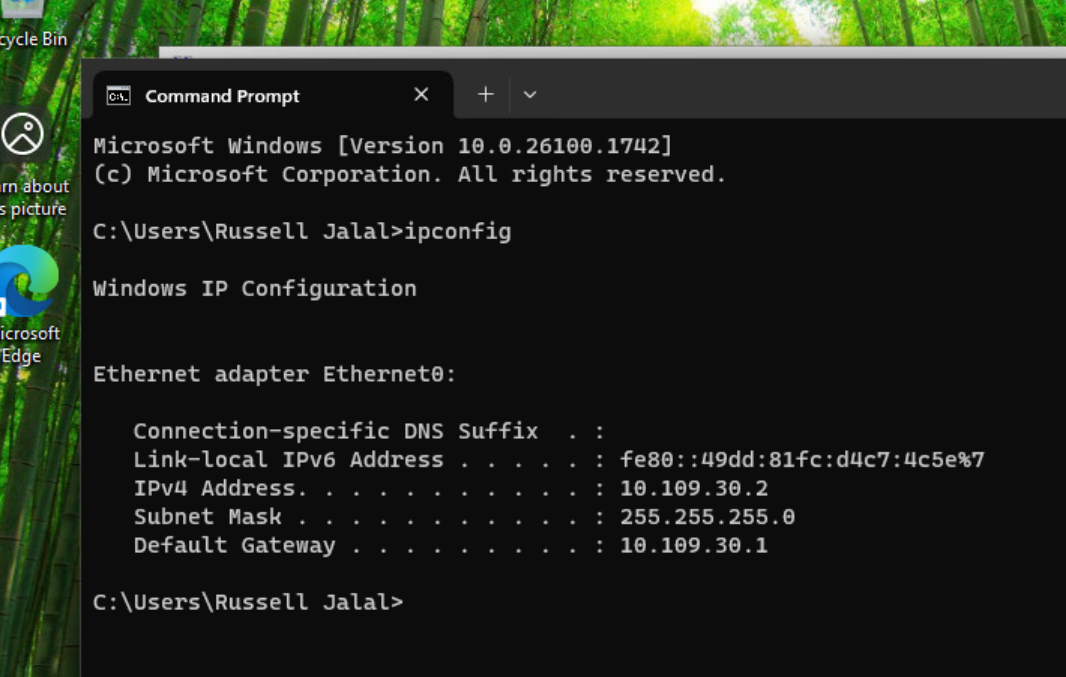 cycle Bin
Command Prompt
Microsoft Windows [Version 10.0.26100.1742]
(c) Microsoft Corporation. All rights reserved.
rn about
s picture
C:\Users\Russell Jalal>ipconfig
Windows IP Configuration
icrosoft
Edge
Ethernet adapter Ethernet0:
Connection-specific DNS Suffix  . :
Link-local IPv6 Address . . . . . : fe80::49dd:81fc:d4c7:4c5e%7
IPv4 Address. . . . . . . . . . . : 10.109.30.2
Subnet Mask . . . . . . . . . . . : 255.255.255.0
Default Gateway . . . . . . . . . : 10.109.30.1
C:\Users\Russell Jalal>